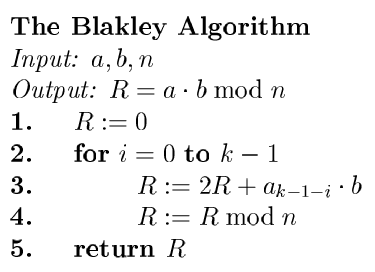 The Blakley Algorithm
Input: a, b, n
Output: R = a · b mod n
1. R := 0
2. for i = 0 to k − 1
3. R := 2R + aₖ₋₁₋ᵢ · b
4. R := R mod n
5. return R